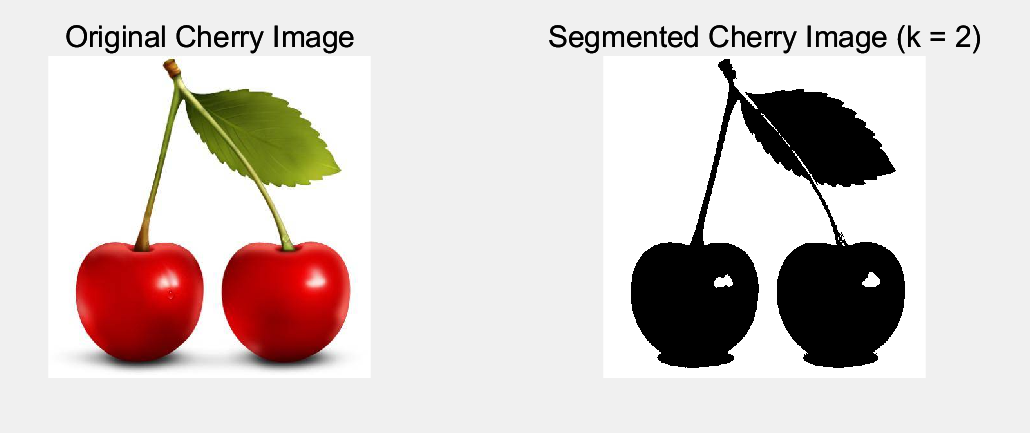 Original Cherry Image
Segmented Cherry Image (k = 2)